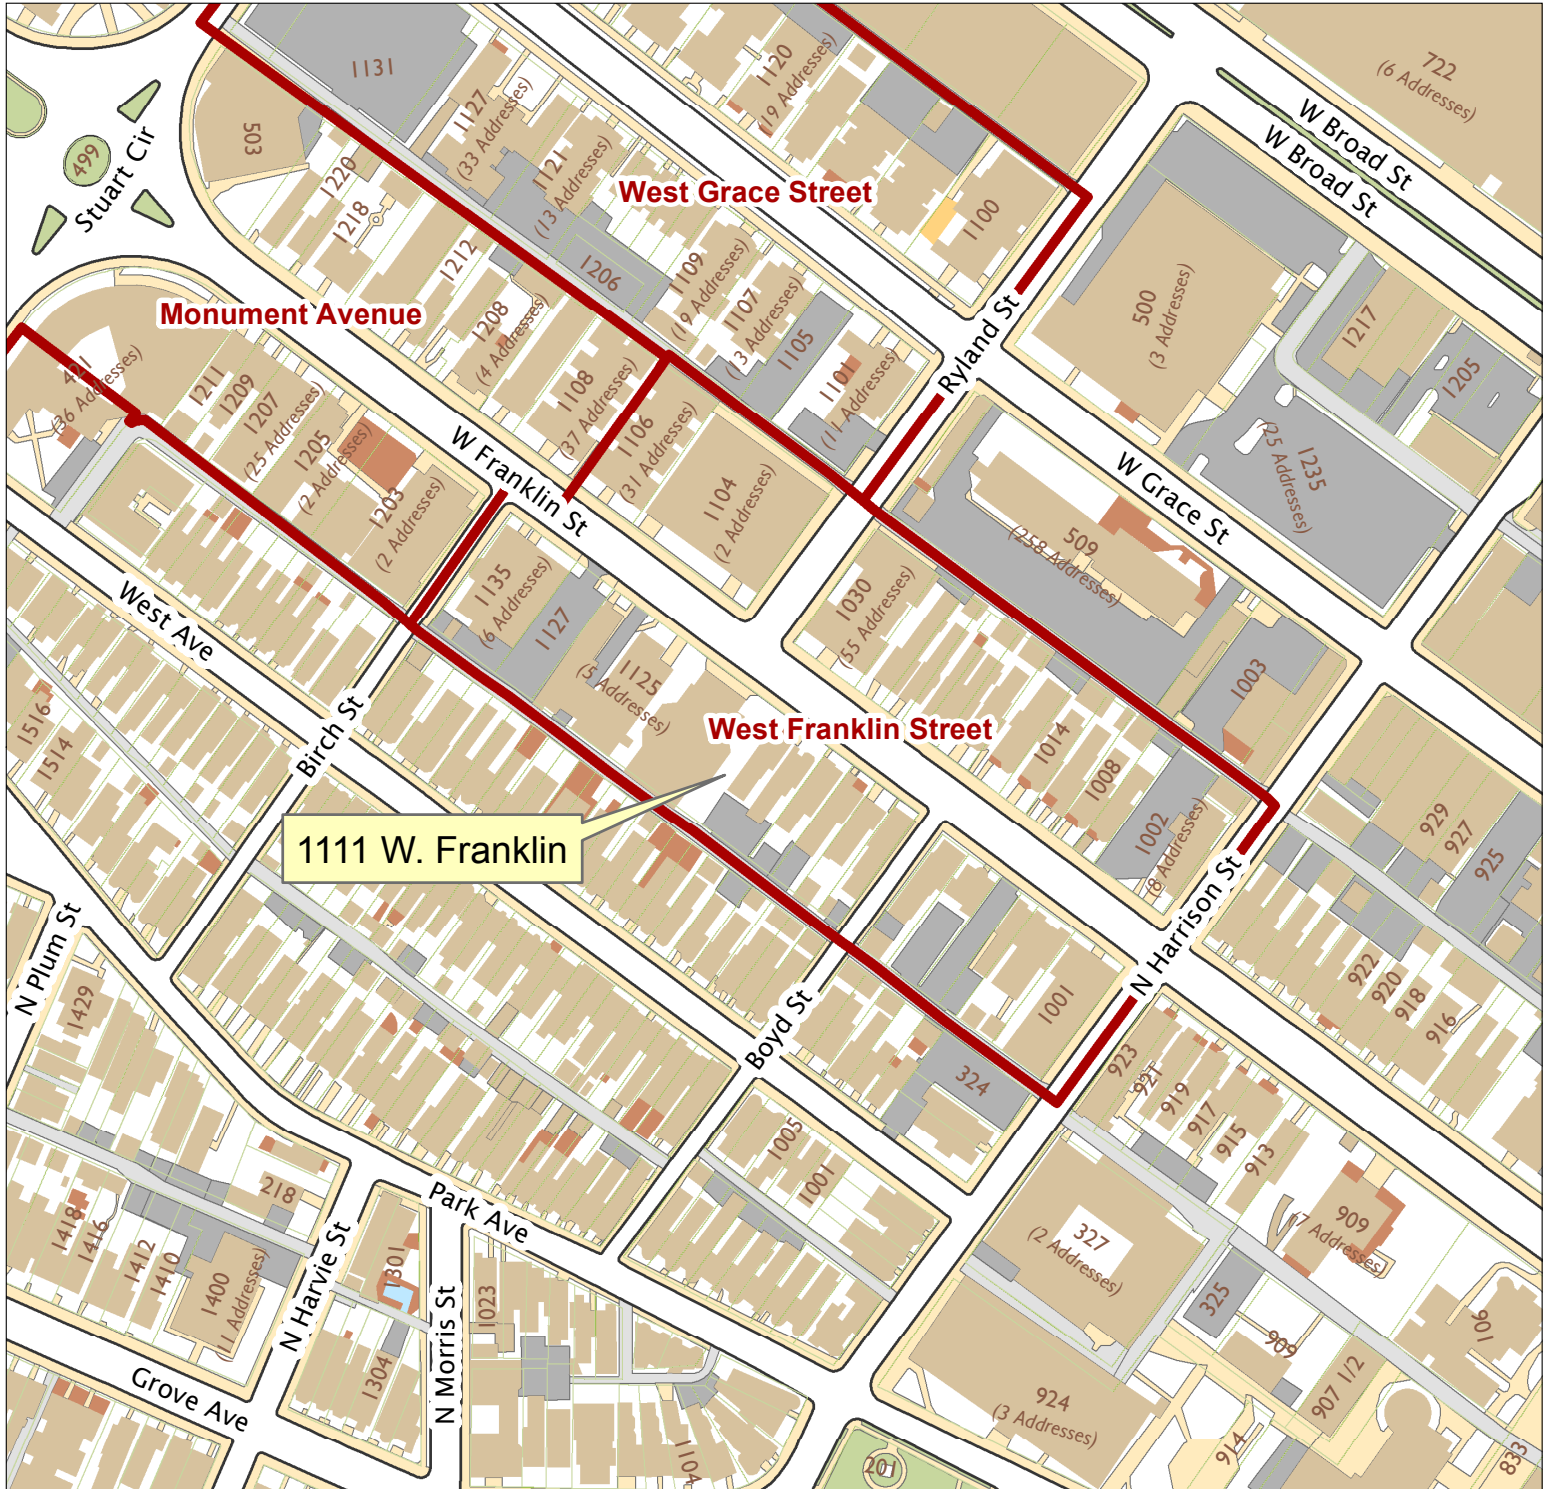 722
(6 Addresses)
1131
1120
(19 Addresses)
W Broad St
W Broad St
503
499
Stuart Cir
1127
(33 Addresses)
1121
(13 Addresses)
West Grace Street
1100
1220
1218
1212
1206
1109
(19 Addresses)
1107
(13 Addresses)
1105
1101
(11 Addresses)
Ryland St
500
(3 Addresses)
1217
1205
Monument Avenue
1208
(4 Addresses)
1108
(37 Addresses)
1106
(31 Addresses)
1104
(2 Addresses)
421
(36 Addresses)
1211
1209
1207
(25 Addresses)
1205
(2 Addresses)
1203
(2 Addresses)
W Franklin St
W Grace St
1235
(25 Addresses)
509
(258 Addresses)
1135
(6 Addresses)
1127
1125
(5 Addresses)
1030
(55 Addresses)
1003
West Ave
Birch St
West Franklin Street
1014
1008
1002
(8 Addresses)
1516
1514
1111 W. Franklin
929
927
925
N Harrison St
N Plum St
1429
Boyd St
1001
922
920
918
916
324
923
921
919
917
915
913
1005
1001
218
Park Ave
909
(7 Addresses)
327
(2 Addresses)
325
1418
1416
1412
1410
1400
N Harvie St
1301
1304
N Morris St
1023
901
909
907 1/2
Grove Ave
924
(3 Addresses)
914
1104
201
833